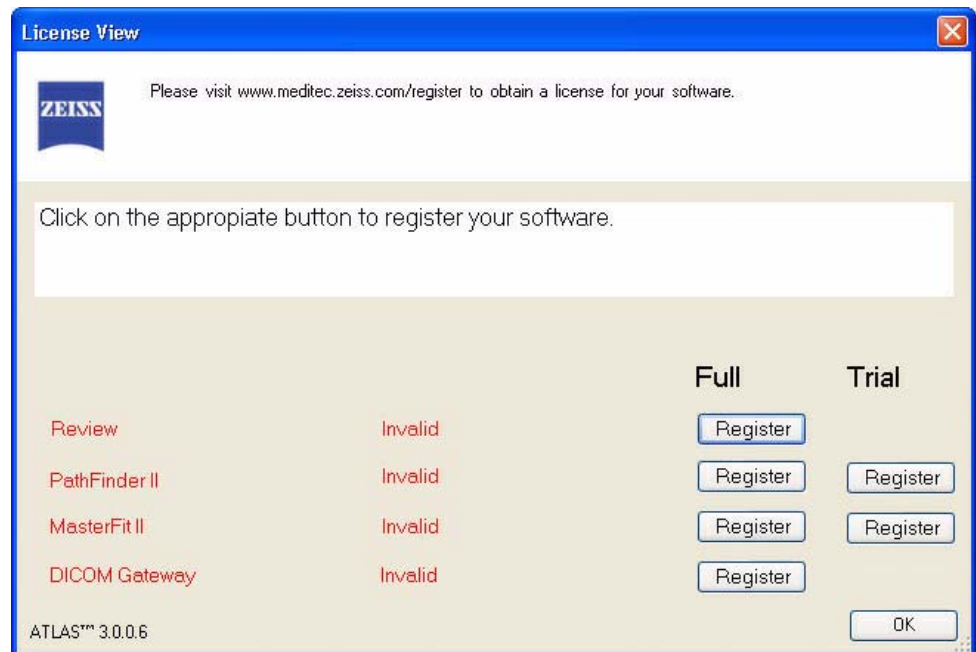 License View
ZEISS
Please visit www.meditec.zeiss.com/register to obtain a license for your software.
Click on the appropiate button to register your software.
Full Trial
Review Invalid Register
PathFinder II Invalid Register Register
MasterFit II Invalid Register Register
DICOM Gateway Invalid Register
ATLAS™ 3.0.0.6 OK